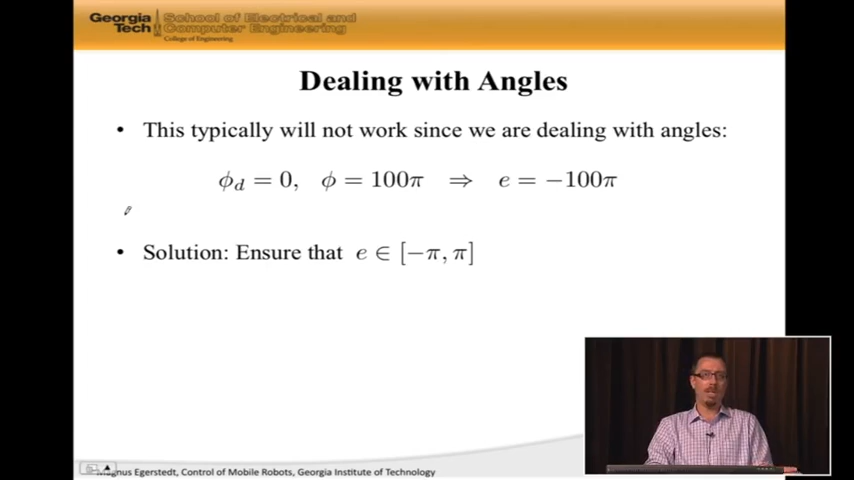 Georgia Tech
School of Electrical and Computer Engineering
College of Engineering
Dealing with Angles
• This typically will not work since we are dealing with angles:
ϕd = 0, ϕ = 100π ⇒ e = −100π
• Solution: Ensure that e ∈ [−π, π]
Magnus Egerstedt, Control of Mobile Robots, Georgia Institute of Technology